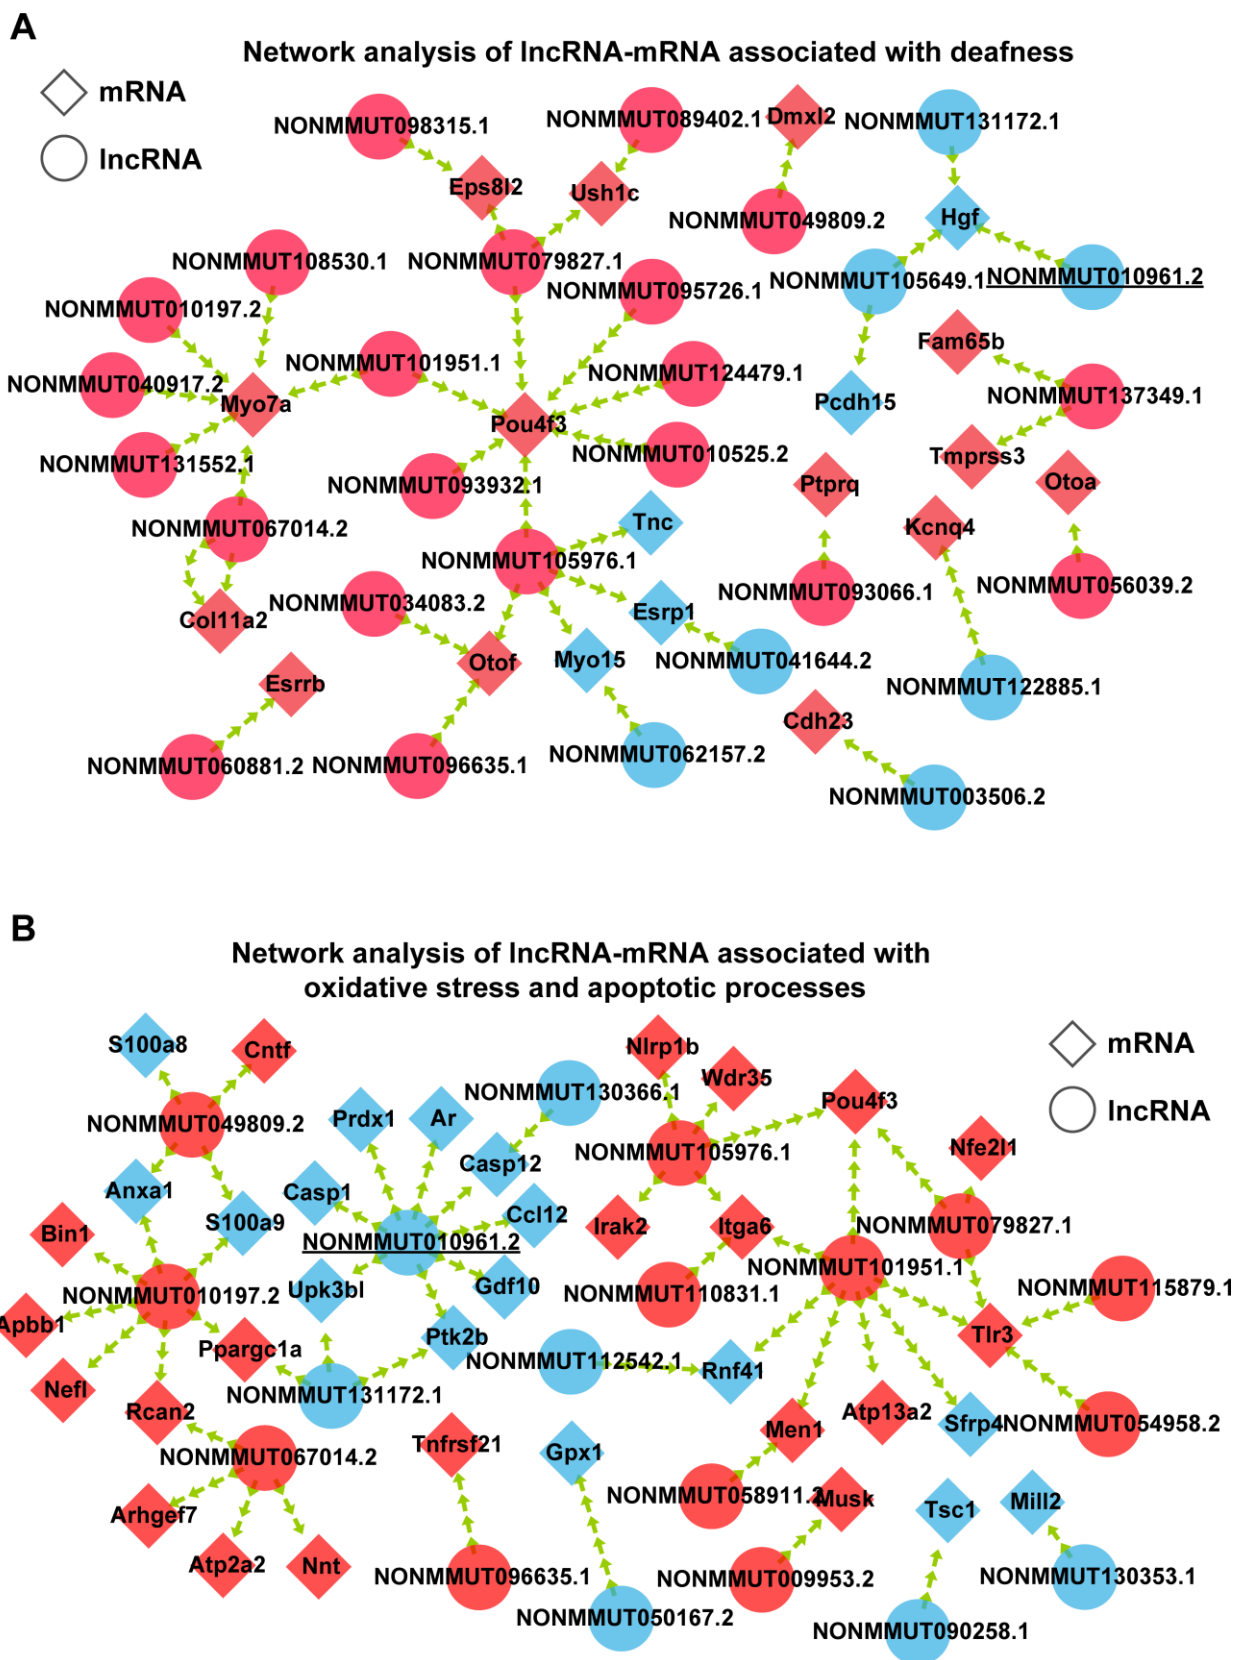 A
Network analysis of lncRNA-mRNA associated with deafness
mRNA
lncRNA
NONMMUT098315.1
NONMMUT089402.1
Dmxl2
NONMMUT131172.1
Eps8l2
Ush1c
NONMMUT049809.2
Hgf
NONMMUT108530.1
NONMMUT079827.1
NONMMUT095726.1
NONMMUT105649.1
NONMMUT010961.2
NONMMUT010197.2
NONMMUT101951.1
NONMMUT124479.1
Fam65b
NONMMUT040917.2
Myo7a
Pou4f3
Pcdh15
NONMMUT137349.1
NONMMUT131552.1
NONMMUT093932.1
NONMMUT010525.2
Ptprq
Tmprss3
Otoa
NONMMUT067014.2
Tnc
Kcnq4
NONMMUT105976.1
NONMMUT093066.1
NONMMUT056039.2
Col11a2
NONMMUT034083.2
Esrp1
Otof
Myo15
NONMMUT041644.2
Esrrb
NONMMUT122885.1
Cdh23
NONMMUT060881.2
NONMMUT096635.1
NONMMUT062157.2
NONMMUT003506.2
B
Network analysis of lncRNA-mRNA associated with
oxidative stress and apoptotic processes
mRNA
lncRNA
S100a8
Cntf
Nlrp1b
Wdr35
NONMMUT130366.1
Pou4f3
NONMMUT049809.2
Prdx1
Ar
NONMMUT105976.1
Nfe2l1
Casp12
Anxa1
Casp1
S100a9
Ccl12
Irak2
Itga6
NONMMUT079827.1
Bin1
NONMMUT010961.2
NONMMUT101951.1
NONMMUT010197.2
Upk3bl
Gdf10
NONMMUT110831.1
NONMMUT115879.1
Apbb1
Ppargc1a
Ptk2b
Tlr3
NONMMUT112542.1
Rnf41
Nefl
NONMMUT131172.1
Rcan2
Atp13a2
Men1
Sfrp4
NONMMUT054958.2
NONMMUT067014.2
Tnfrsf21
Gpx1
Arhgef7
NONMMUT058911.2
Musk
Tsc1
Mill2
Atp2a2
Nnt
NONMMUT096635.1
NONMMUT009953.2
NONMMUT130353.1
NONMMUT050167.2
NONMMUT090258.1